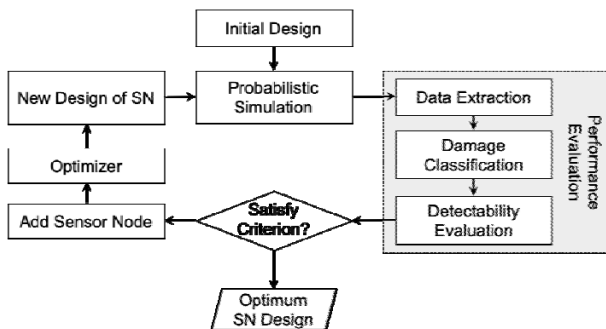 Initial Design
New Design of SN
Probabilistic
Simulation
Data Extraction
Damage
Classification
Detectability
Evaluation
Performance
Evaluation
Optimizer
Add Sensor Node
Satisfy
Criterion?
Optimum
SN Design